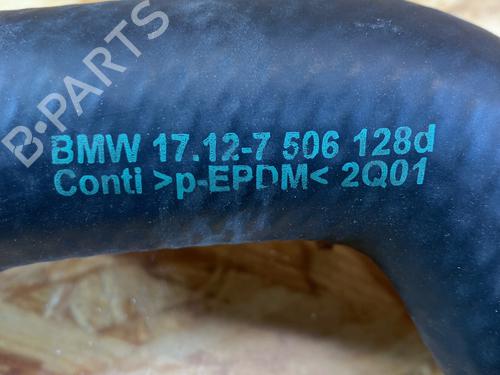 B-PARTS
BMW 17.12-7 506 128d
Conti >p-EPDM< 2Q01